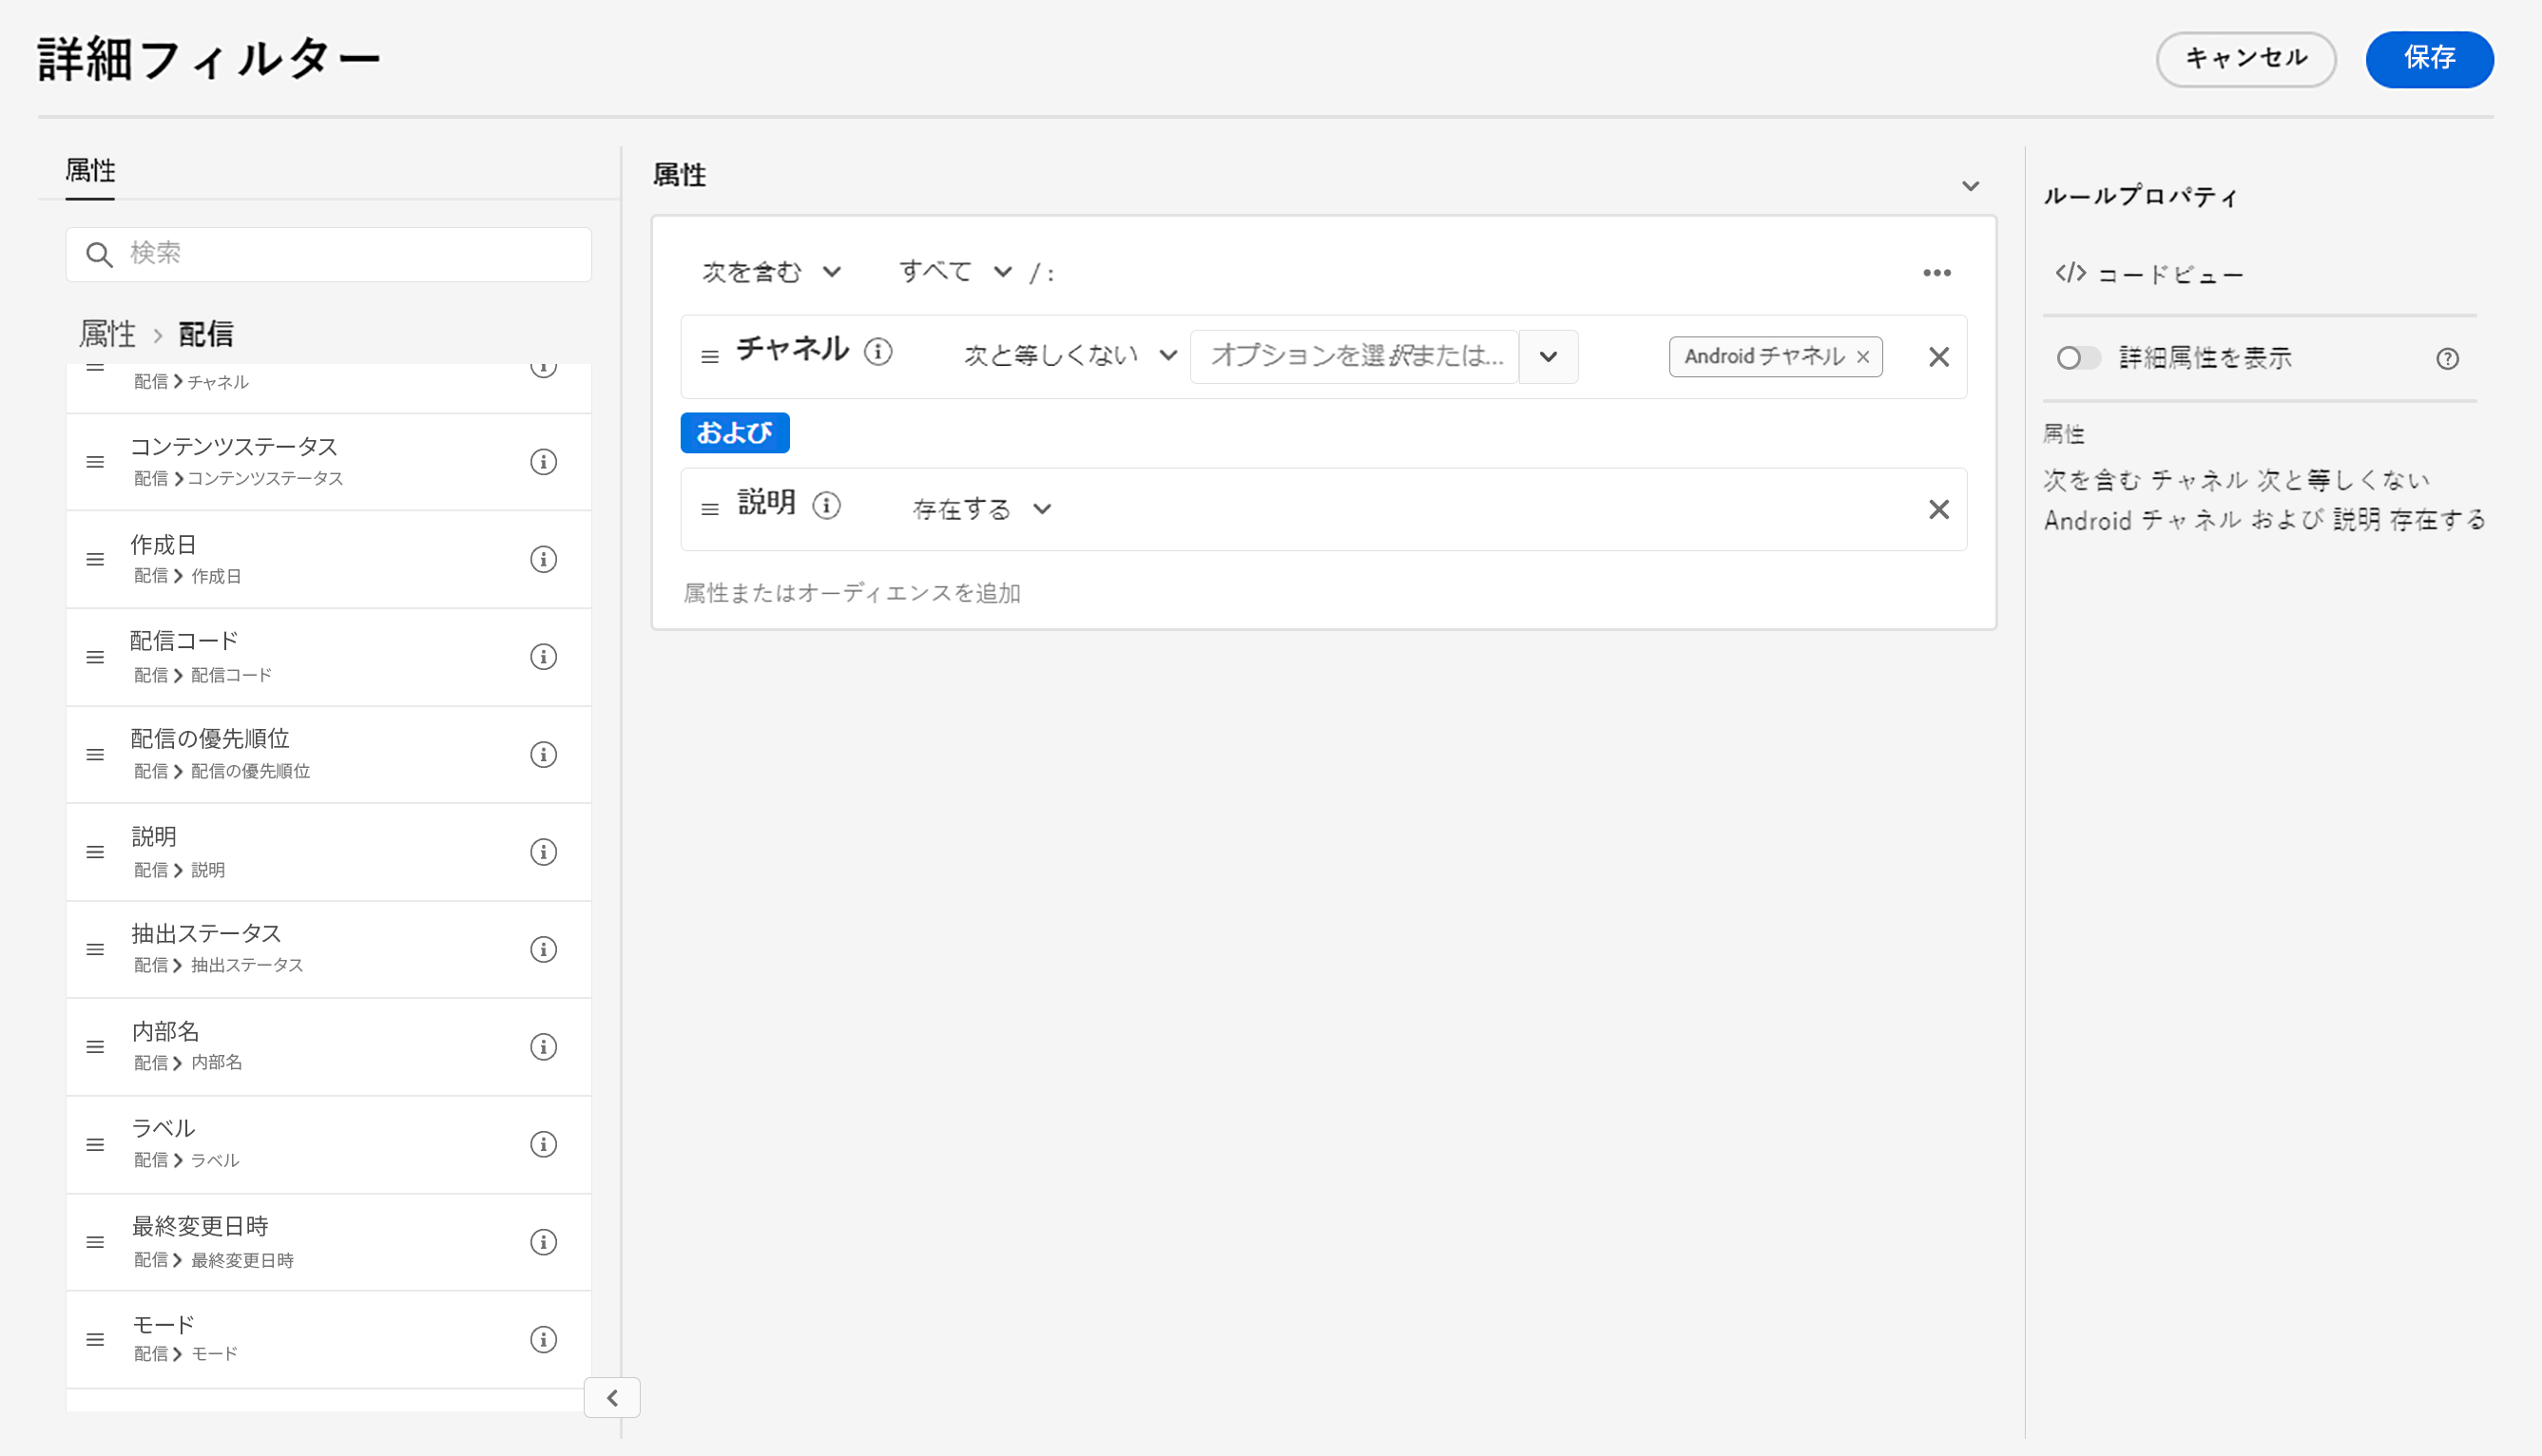 詳細フィルター
キャンセル
保存
属性
検索
属性 > 配信
配信 > チャネル
コンテンツステータス
配信 > コンテンツステータス
作成日
配信 > 作成日
配信コード
配信 > 配信コード
配信の優先順位
配信 > 配信の優先順位
説明
配信 > 説明
抽出ステータス
配信 > 抽出ステータス
内部名
配信 > 内部名
ラベル
配信 > ラベル
最終変更日時
配信 > 最終変更日時
モード
配信 > モード
属性
次を含む すべて / :
チャネル 次と等しくない オプションを選択または... Android チャネル
および
説明 存在する
属性またはオーディエンスを追加
ルールプロパティ
</> コードビュー
詳細属性を表示
属性
次を含む チャネル 次と等しくない
Android チャネル および 説明 存在する